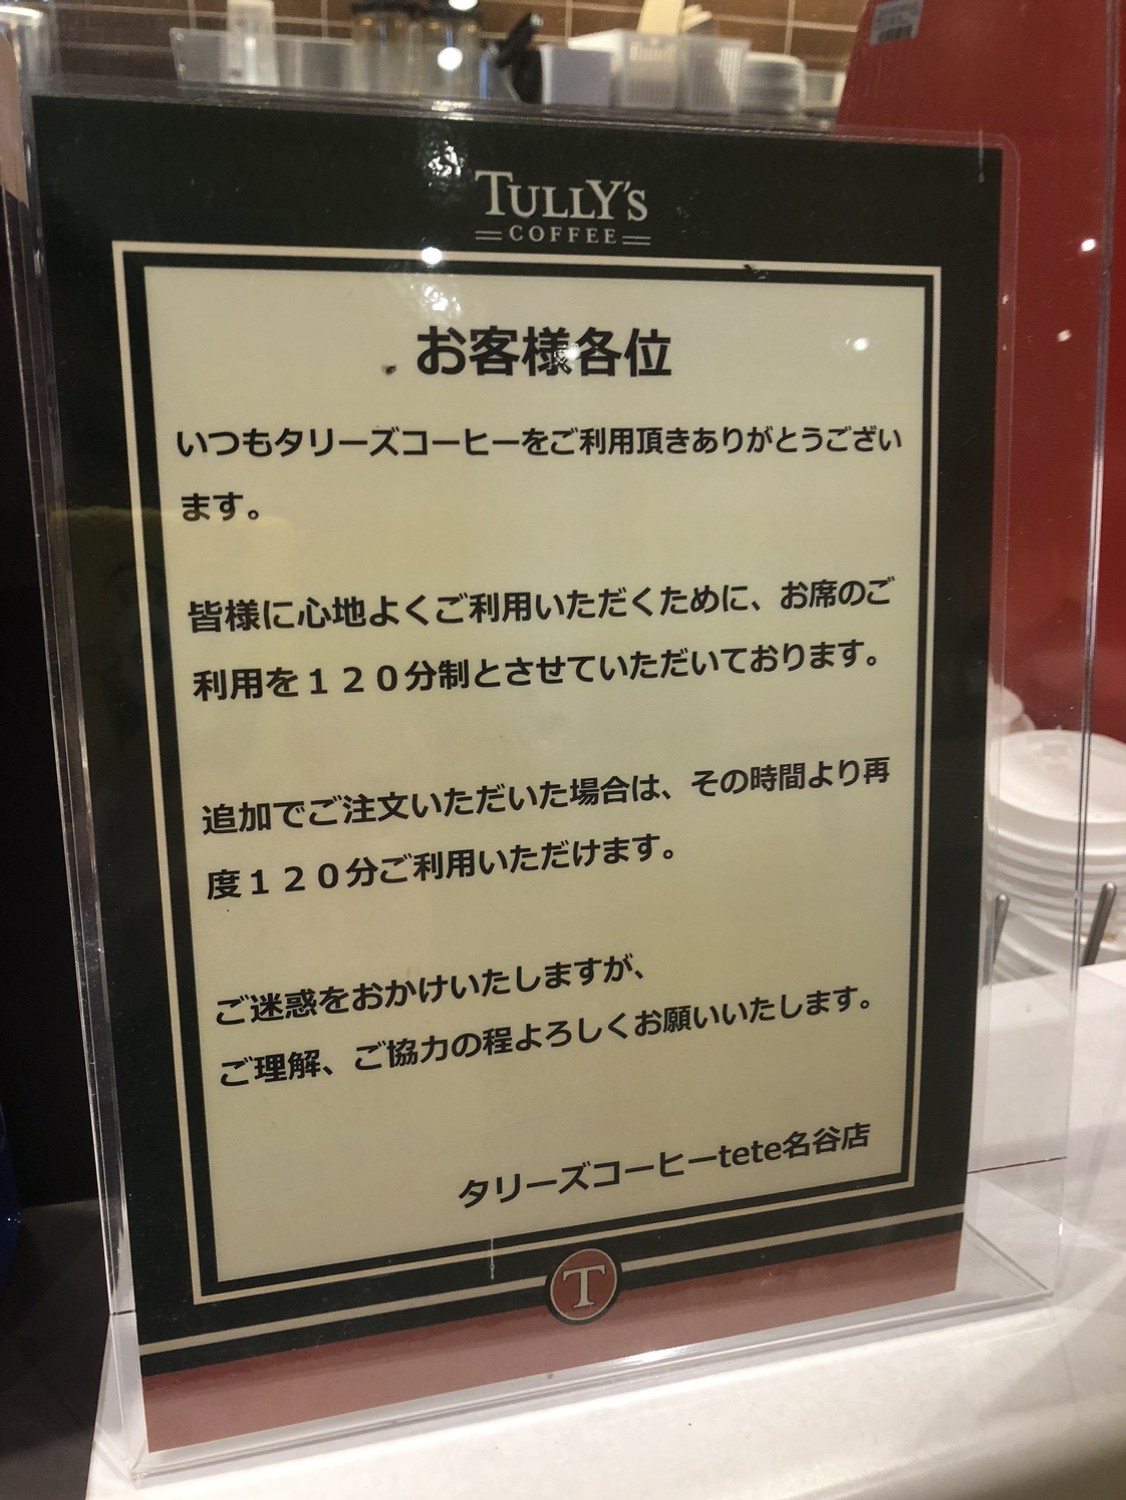 TULLY'S
COFFEE
お客様各位
いつもタリーズコーヒーをご利用頂きありがとうござい
ます。
皆様に心地よくご利用いただくために、お席のご
利用を１２０分制とさせていただいております。
追加でご注文いただいた場合は、その時間より再
度１２０分ご利用いただけます。
ご迷惑をおかけいたしますが、
ご理解、ご協力の程よろしくお願いいたします。
タリーズコーヒーtete名谷店
T